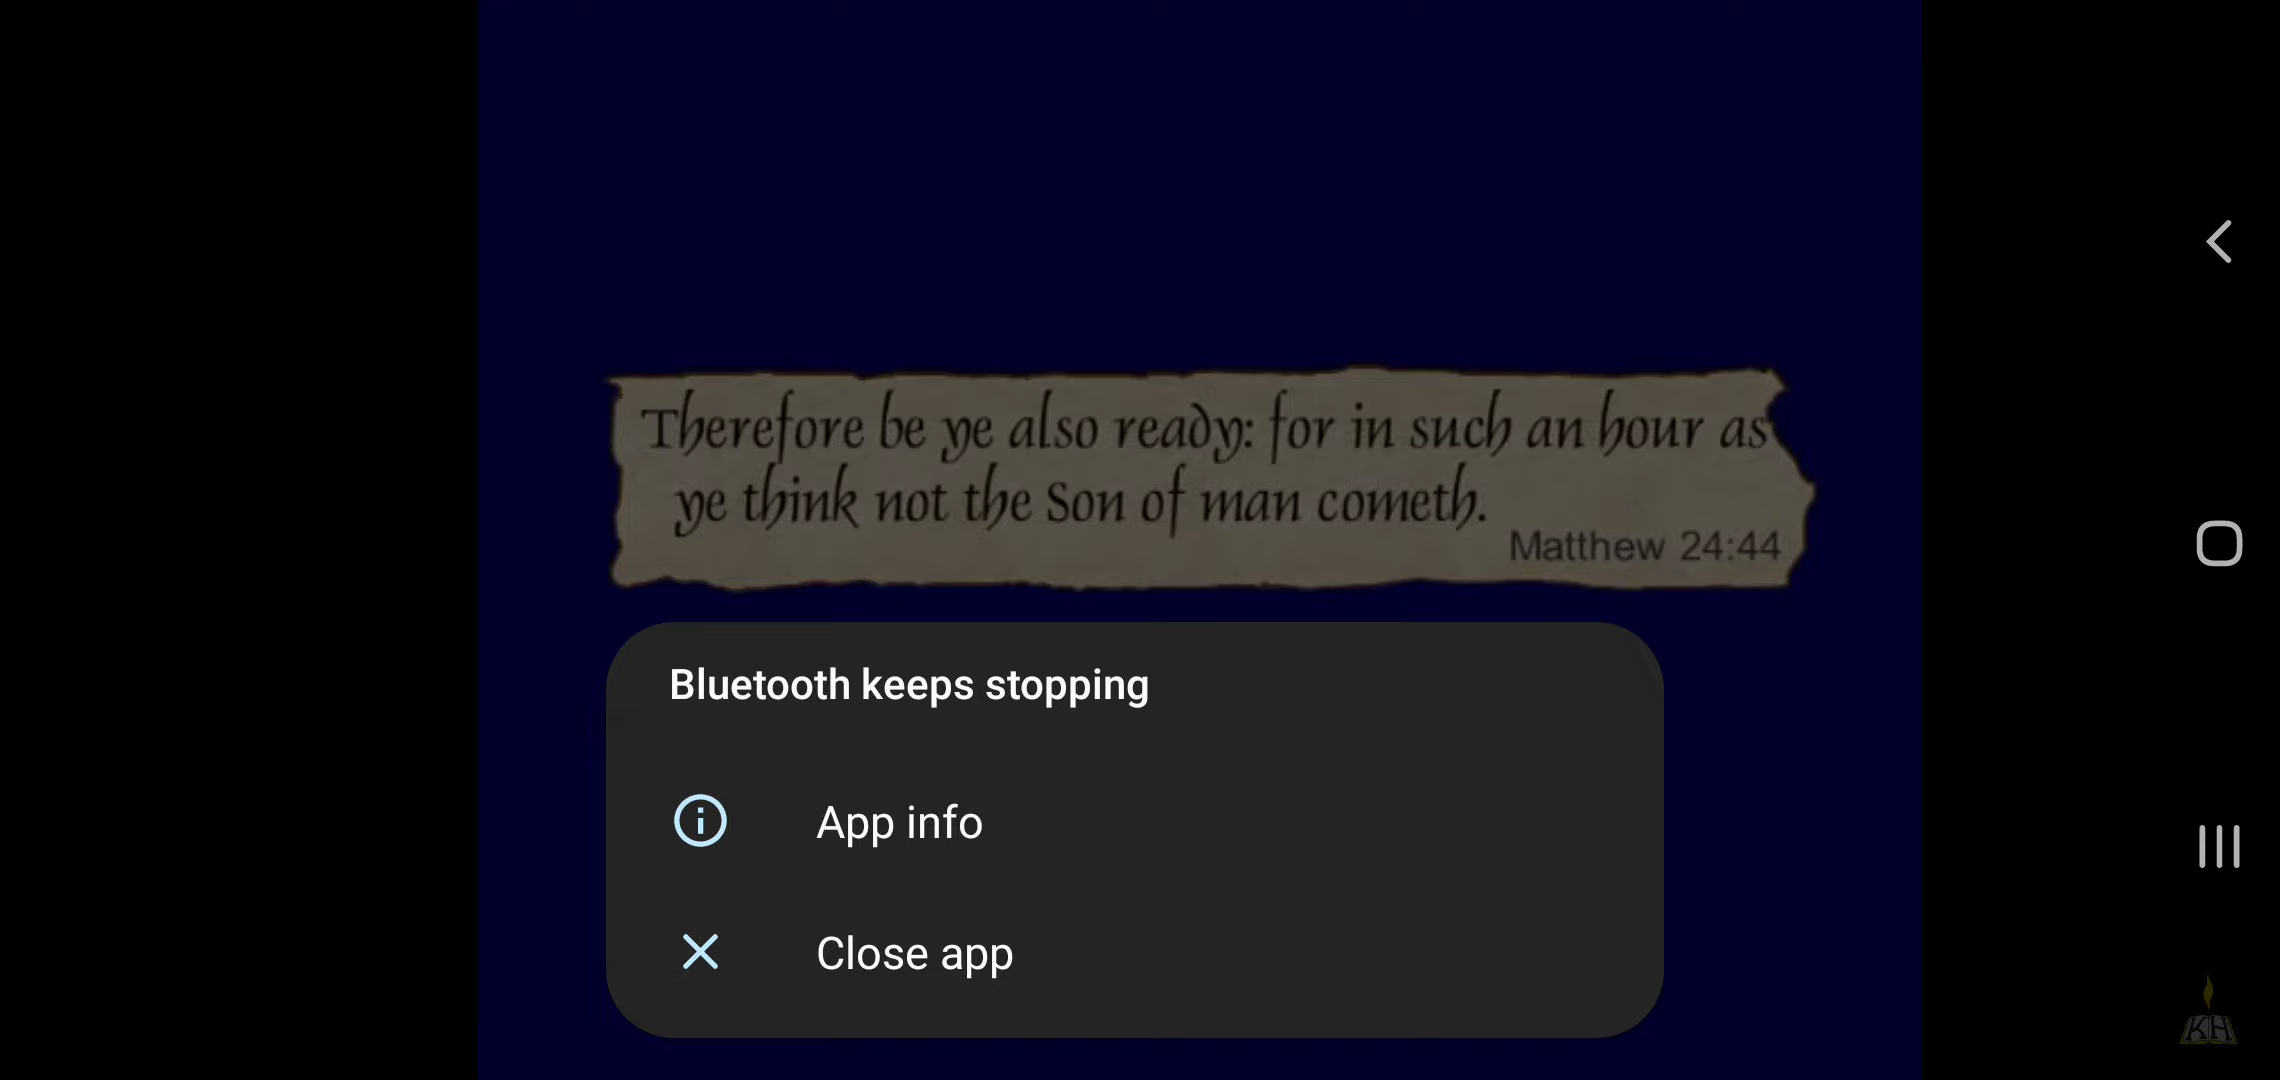 Therefore be ye also ready: for in such an hour as
ye think not the Son of man cometh.
Matthew 24:44
Bluetooth keeps stopping
App info
Close app
KH